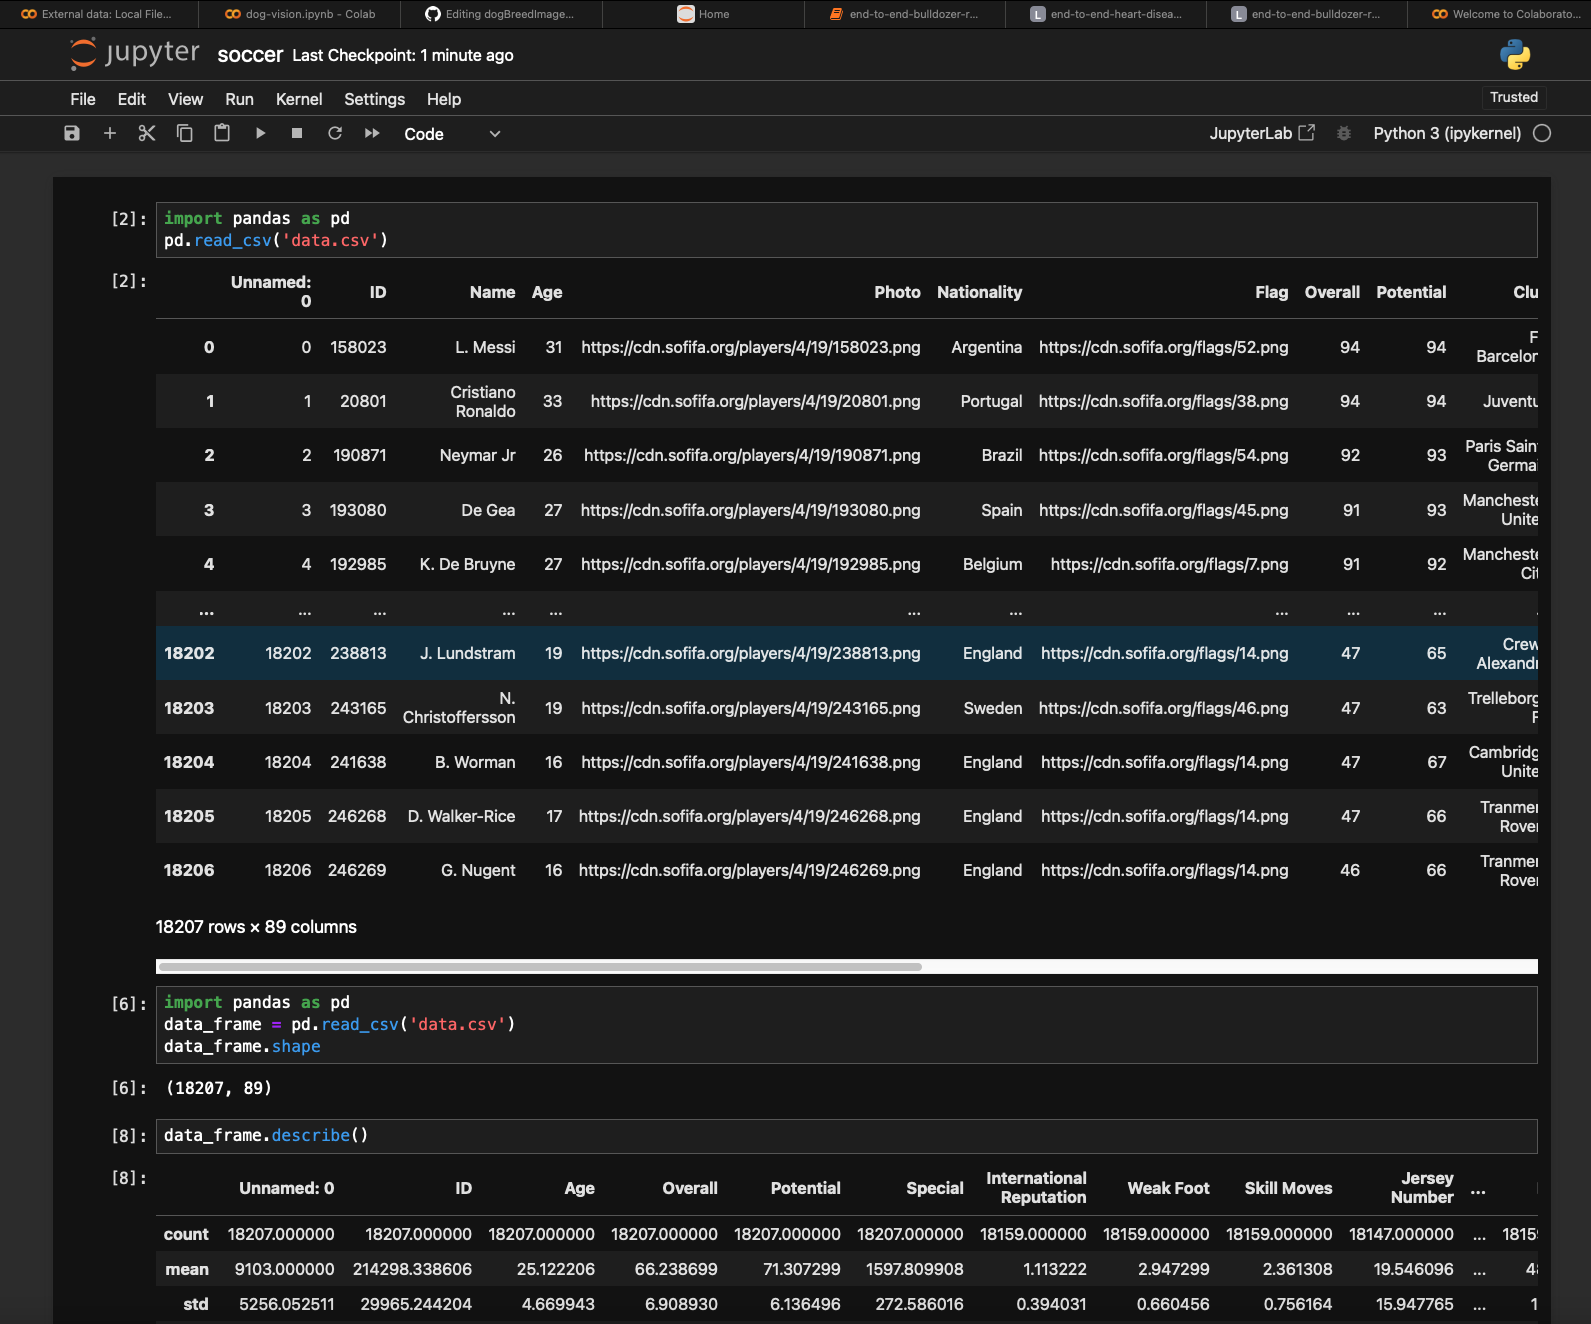 External data: Local File...
dog-vision.ipynb - Colab
Editing dogBreedImage...
Home
end-to-end-bulldozer-r...
end-to-end-heart-disea...
end-to-end-bulldozer-r...
Welcome to Colaborato...
jupyter soccer Last Checkpoint: 1 minute ago
File Edit View Run Kernel Settings Help Trusted
Code JupyterLab Python 3 (ipykernel)
[2]: import pandas as pd
pd.read_csv('data.csv')
[2]: Unnamed: 0 ID Name Age Photo Nationality Flag Overall Potential Clu
0 0 158023 L. Messi 31 https://cdn.sofifa.org/players/4/19/158023.png Argentina https://cdn.sofifa.org/flags/52.png 94 94 F Barcelon
1 1 20801 Cristiano Ronaldo 33 https://cdn.sofifa.org/players/4/19/20801.png Portugal https://cdn.sofifa.org/flags/38.png 94 94 Juventu
2 2 190871 Neymar Jr 26 https://cdn.sofifa.org/players/4/19/190871.png Brazil https://cdn.sofifa.org/flags/54.png 92 93 Paris Saint Germai
3 3 193080 De Gea 27 https://cdn.sofifa.org/players/4/19/193080.png Spain https://cdn.sofifa.org/flags/45.png 91 93 Mancheste Unite
4 4 192985 K. De Bruyne 27 https://cdn.sofifa.org/players/4/19/192985.png Belgium https://cdn.sofifa.org/flags/7.png 91 92 Mancheste Cit
... ... ... ... ... ... ... ... ... ...
18202 18202 238813 J. Lundstram 19 https://cdn.sofifa.org/players/4/19/238813.png England https://cdn.sofifa.org/flags/14.png 47 65 Crew Alexandr
18203 18203 243165 N. Christoffersson 19 https://cdn.sofifa.org/players/4/19/243165.png Sweden https://cdn.sofifa.org/flags/46.png 47 63 Trelleborg F
18204 18204 241638 B. Worman 16 https://cdn.sofifa.org/players/4/19/241638.png England https://cdn.sofifa.org/flags/14.png 47 67 Cambridg Unite
18205 18205 246268 D. Walker-Rice 17 https://cdn.sofifa.org/players/4/19/246268.png England https://cdn.sofifa.org/flags/14.png 47 66 Tranmer Rover
18206 18206 246269 G. Nugent 16 https://cdn.sofifa.org/players/4/19/246269.png England https://cdn.sofifa.org/flags/14.png 46 66 Tranmer Rover
18207 rows × 89 columns
[6]: import pandas as pd
data_frame = pd.read_csv('data.csv')
data_frame.shape
[6]: (18207, 89)
[8]: data_frame.describe()
[8]: Unnamed: 0 ID Age Overall Potential Special International Reputation Weak Foot Skill Moves Jersey Number ...
count 18207.000000 18207.000000 18207.000000 18207.000000 18207.000000 18207.000000 18159.000000 18159.000000 18159.000000 18147.000000 ... 18159
mean 9103.000000 214298.338606 25.122206 66.238699 71.307299 1597.809908 1.113222 2.947299 2.361308 19.546096 ... 48
std 5256.052511 29965.244204 4.669943 6.908930 6.136496 272.586016 0.394031 0.660456 0.756164 15.947765 ... 1